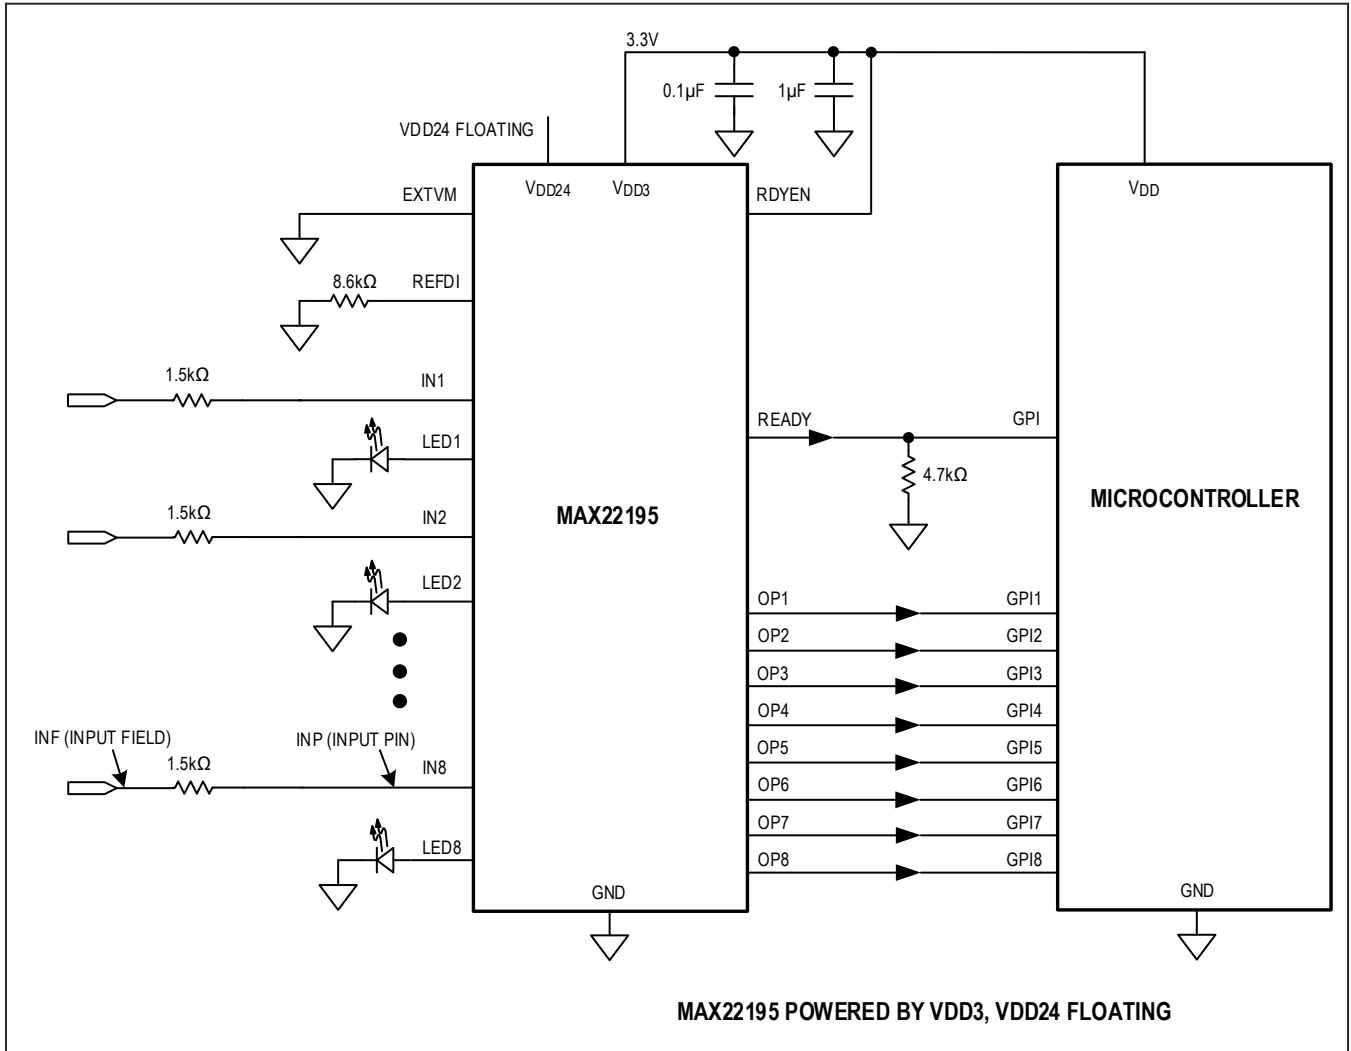 3.3V
0.1µF
1µF
VDD24 FLOATING
VDD24
VDD3
VDD
EXTVM
RDYEN
8.6kΩ
REFDI
1.5kΩ
IN1
LED1
READY
GPI
4.7kΩ
1.5kΩ
IN2
MAX22195
MICROCONTROLLER
LED2
OP1
GPI1
OP2
GPI2
OP3
GPI3
OP4
GPI4
INF (INPUT FIELD)
INP (INPUT PIN)
1.5kΩ
IN8
OP5
GPI5
OP6
GPI6
OP7
GPI7
LED8
OP8
GPI8
GND
GND
MAX22195 POWERED BY VDD3, VDD24 FLOATING